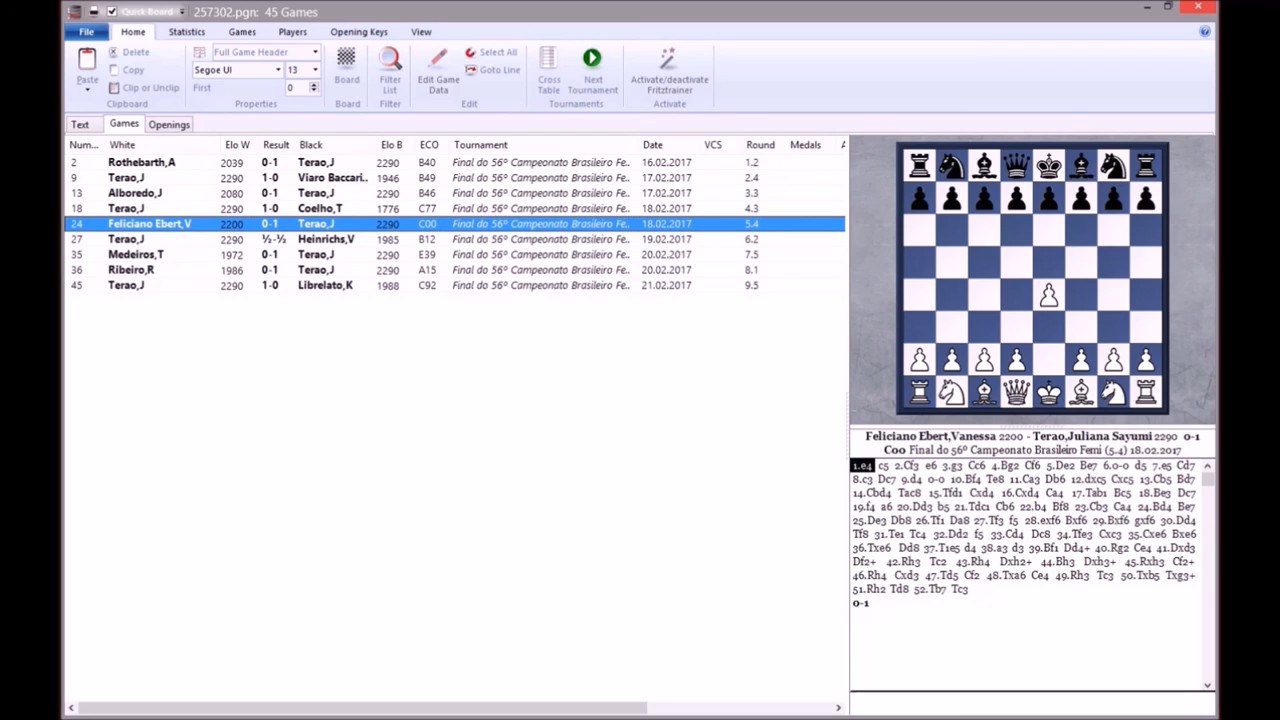 Quick Board 257302.pgn: 45 Games
File Home Statistics Games Players Opening Keys View
Paste Delete Copy Clip or Unclip Clipboard
Full Game Header Segoe UI 13 First 0 Properties
Board Board
Filter List Filter
Edit Game Data Select All Goto Line Edit
Cross Table Next Tournament Tournaments
Activate/deactivate Fritztrainer Activate
Text Games Openings
Num... White Elo W Result Black Elo B ECO Tournament Date VCS Round Medals A
2 Rothebarth,A 2039 0-1 Terao,J 2290 B40 Final do 56º Campeonato Brasileiro Fe.. 16.02.2017 1.2
9 Terao,J 2290 1-0 Viaro Baccari.. 1946 B49 Final do 56º Campeonato Brasileiro Fe.. 17.02.2017 2.4
13 Alboredo,J 2080 0-1 Terao,J 2290 B46 Final do 56º Campeonato Brasileiro Fe.. 17.02.2017 3.3
18 Terao,J 2290 1-0 Coelho,T 1776 C77 Final do 56º Campeonato Brasileiro Fe.. 18.02.2017 4.3
24 Feliciano Ebert,V 2200 0-1 Terao,J 2290 C00 Final do 56º Campeonato Brasileiro Fe.. 18.02.2017 5.4
27 Terao,J 2290 ½-½ Heinrichs,V 1985 B12 Final do 56º Campeonato Brasileiro Fe.. 19.02.2017 6.2
35 Medeiros,T 1972 0-1 Terao,J 2290 E39 Final do 56º Campeonato Brasileiro Fe.. 20.02.2017 7.5
36 Ribeiro,R 1986 0-1 Terao,J 2290 A15 Final do 56º Campeonato Brasileiro Fe.. 20.02.2017 8.1
45 Terao,J 2290 1-0 Librelato,K 1988 C92 Final do 56º Campeonato Brasileiro Fe.. 21.02.2017 9.5
Feliciano Ebert,Vanessa 2200 - Terao,Juliana Sayumi 2290 0-1
C00 Final do 56º Campeonato Brasileiro Femi (5.4) 18.02.2017
1.e4 c5 2.Cf3 e6 3.g3 Cc6 4.Bg2 Cf6 5.De2 Be7 6.0-0 d5 7.e5 Cd7
8.c3 Dc7 9.d4 0-0 10.Bf4 Te8 11.Ca3 Db6 12.dxc5 Cxc5 13.Cb5 Bd7
14.Cbd4 Tac8 15.Tfd1 Cxd4 16.Cxd4 Ca4 17.Tab1 Bc5 18.Be3 Dc7
19.f4 a6 20.Dd3 b5 21.Tdc1 Cb6 22.b4 Bf8 23.Cb3 Ca4 24.Bd4 Be7
25.De3 Db8 26.Tf1 Da8 27.Tf3 f5 28.exf6 Bxf6 29.Bxf6 gxf6 30.Dd4
Tf8 31.Te1 Tc4 32.Dd2 f5 33.Cd4 Dc8 34.Tfe3 Cxc3 35.Cxe6 Bxe6
36.Txe6 Dd8 37.T1e5 d4 38.a3 d3 39.Bf1 Dd4+ 40.Rg2 Ce4 41.Dxd3
Df2+ 42.Rh3 Tc2 43.Rh4 Dxh2+ 44.Bh3 Dxh3+ 45.Rxh3 Cf2+
46.Rh4 Cxd3 47.Td5 Cf2 48.Txa6 Ce4 49.Rh3 Tc3 50.Txb5 Txg3+
51.Rh2 Td8 52.Tb7 Tc3
0-1